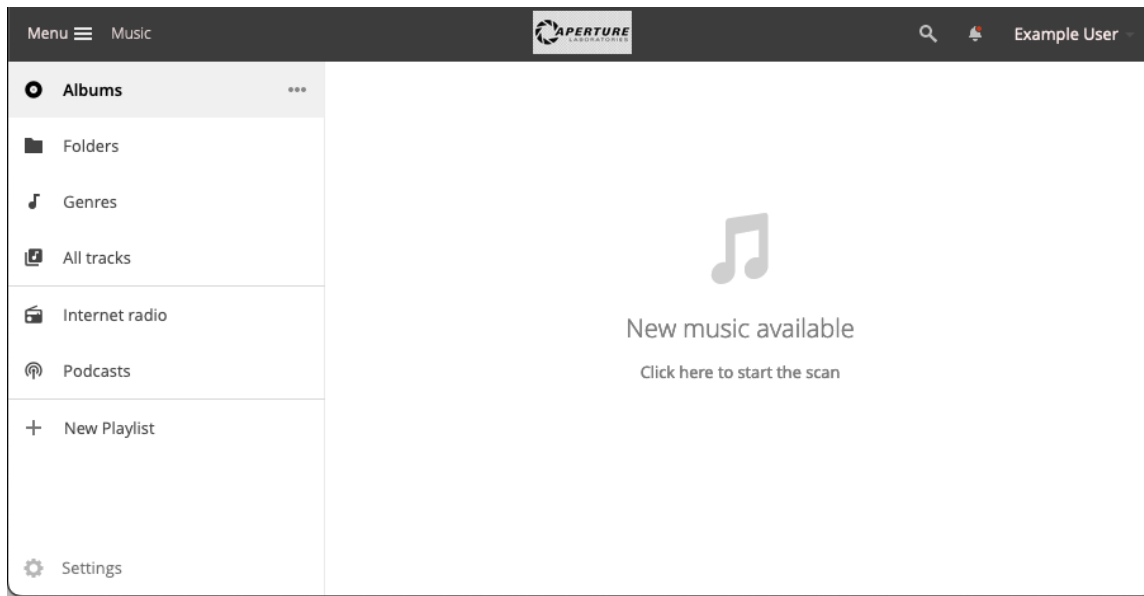 Menu Music
APERTURE
LABORATORIES
Example User
Albums
Folders
Genres
All tracks
Internet radio
Podcasts
New Playlist
Settings
New music available
Click here to start the scan